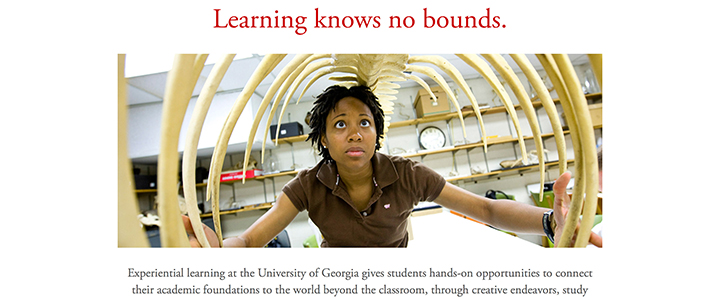 Learning knows no bounds.
Experiential learning at the University of Georgia gives students hands-on opportunities to connect
their academic foundations to the world beyond the classroom, through creative endeavors, study